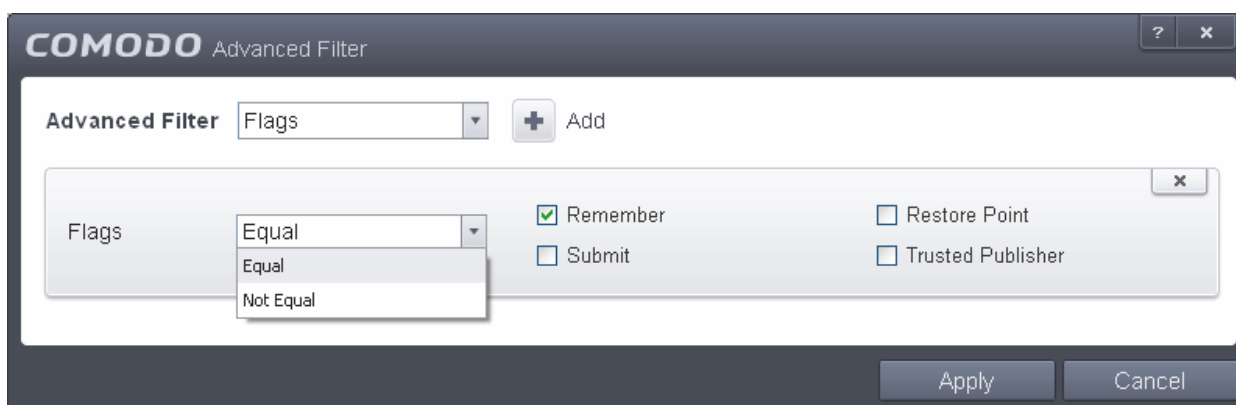 COMODO Advanced Filter ? x
Advanced Filter Flags + Add
x
Flags Equal Remember Restore Point
Equal Submit Trusted Publisher
Not Equal
Apply Cancel